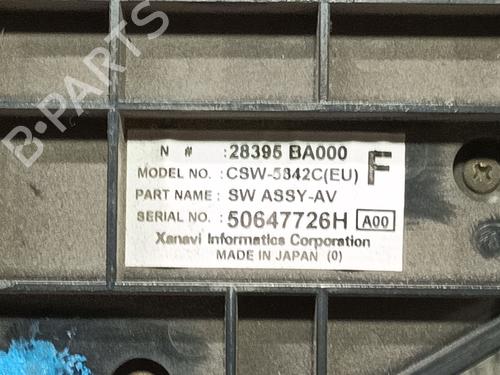 N # :28395 BA000
F
MODEL NO. :CSW-5842C(EU)
PART NAME : SW ASSY-AV
SERIAL NO. :50647726H A00
Xanavi Informatics Corporation
MADE IN JAPAN (0)
B-PARTS